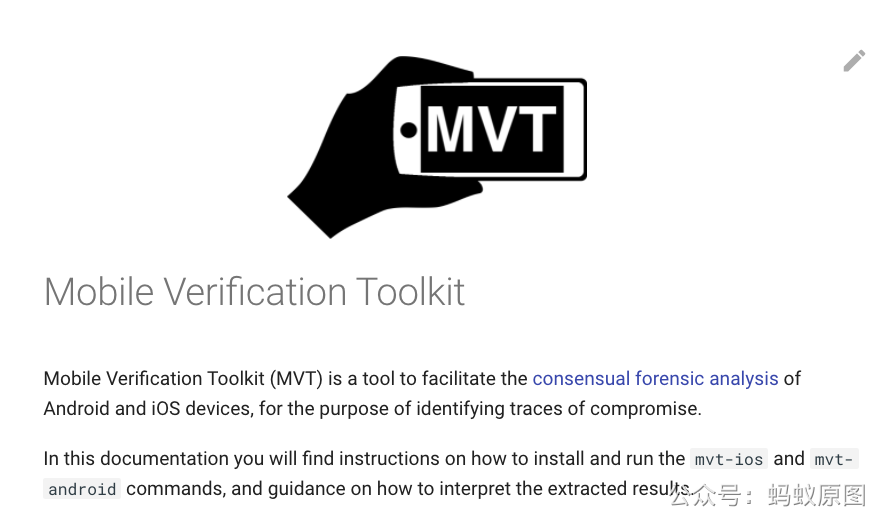 MVT
Mobile Verification Toolkit
Mobile Verification Toolkit (MVT) is a tool to facilitate the consensual forensic analysis of
Android and iOS devices, for the purpose of identifying traces of compromise.
In this documentation you will find instructions on how to install and run the mvt-ios and mvt-
android commands, and guidance on how to interpret the extracted results.
公众号：蚂蚁原图